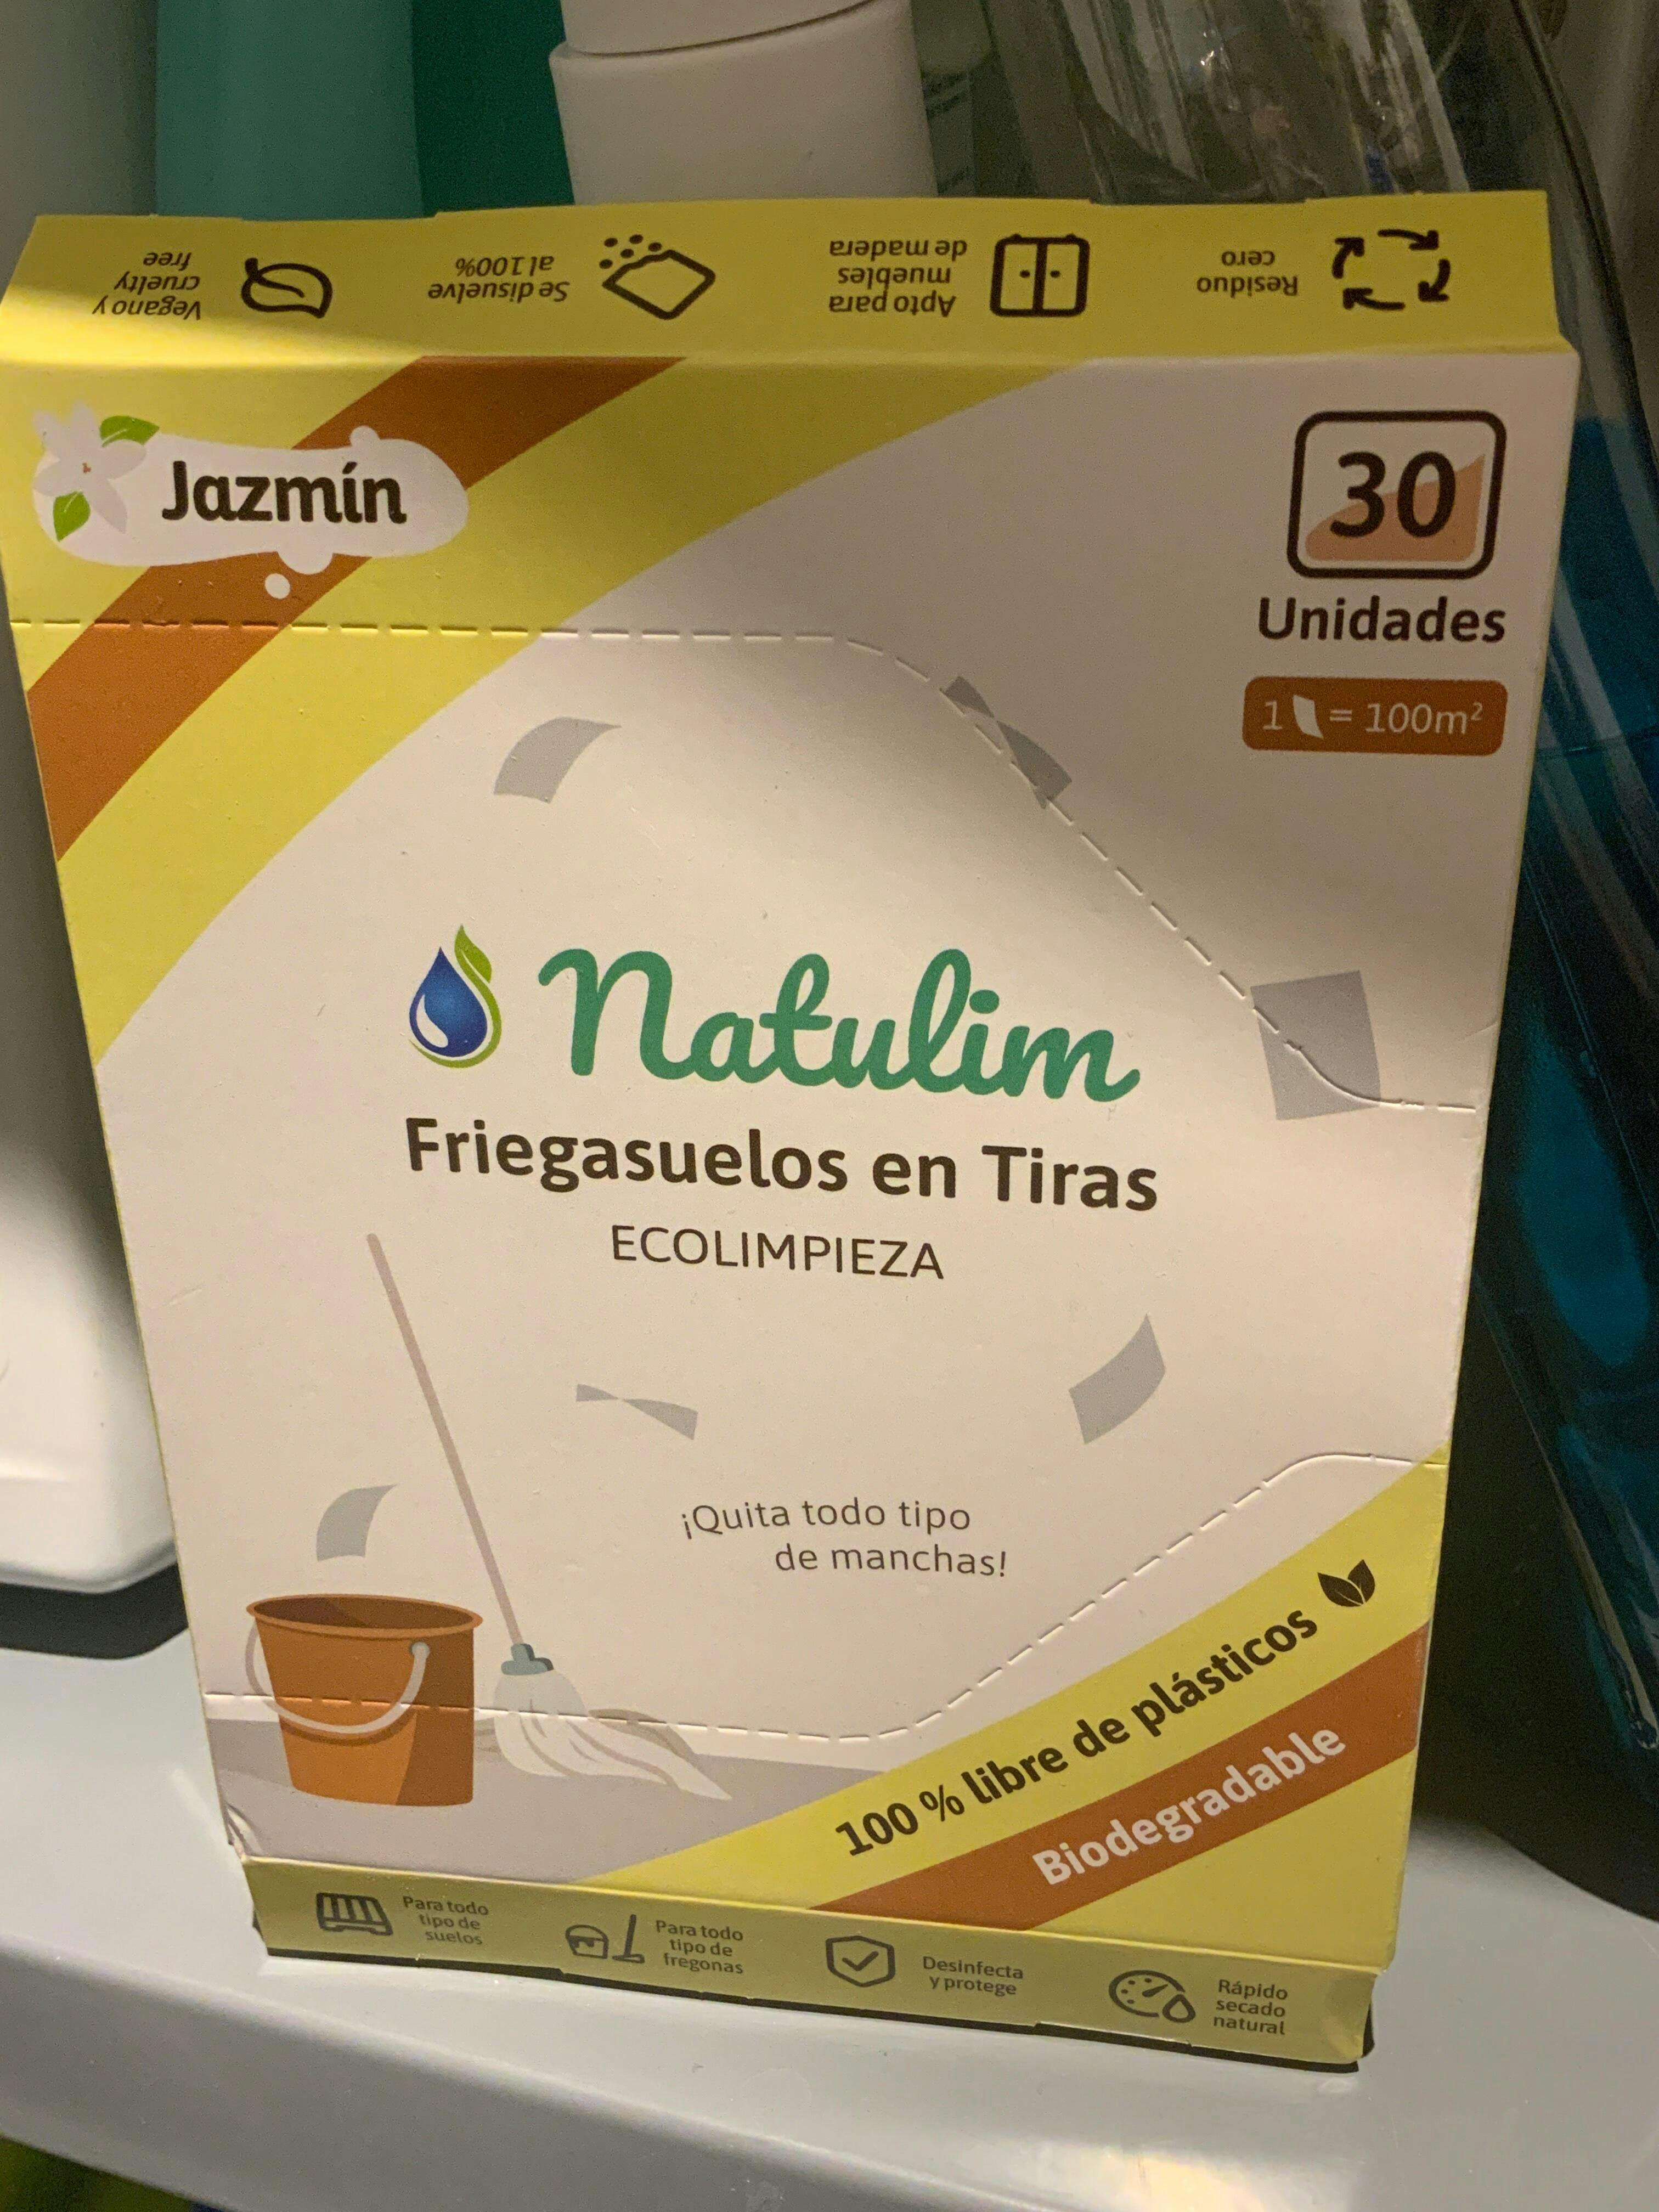 Vegano y
cruelty
free
Se disuelve
al 100%
Apto para
muebles
de madera
Residuo
cero
Jazmín
30
Unidades
1 = 100m²
Natulim
Friegasuelos en Tiras
ECOLIMPIEZA
¡Quita todo tipo
de manchas!
100 % libre de plásticos
Biodegradable
Para todo
tipo de
suelos
Para todo
tipo de
fregonas
Desinfecta
y protege
Rápido
secado
natural